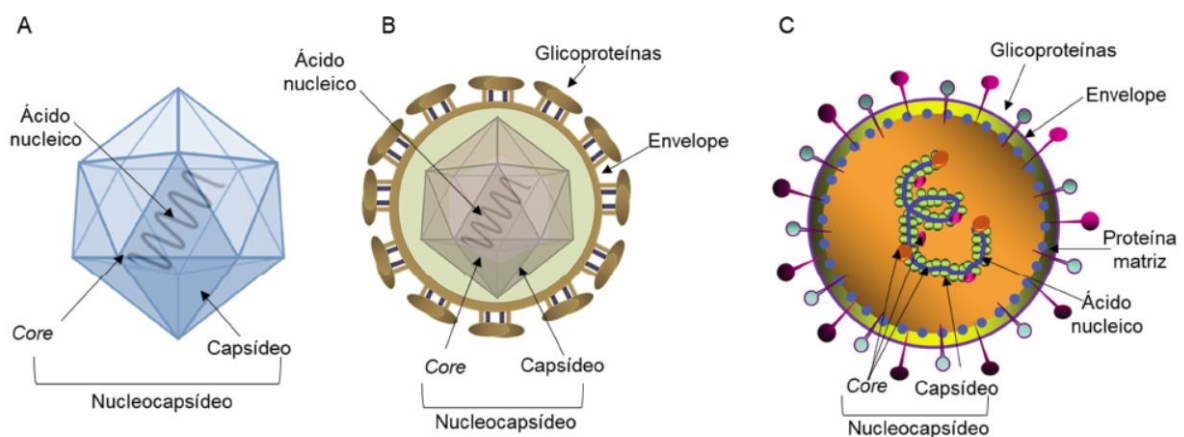 A
Ácido
nucleico
Core
Capsídeo
Nucleocapsídeo
B
Ácido
nucleico
Glicoproteínas
Envelope
Core
Capsídeo
Nucleocapsídeo
C
Glicoproteínas
Envelope
Proteína
matriz
Ácido
nucleico
Core
Capsídeo
Nucleocapsídeo